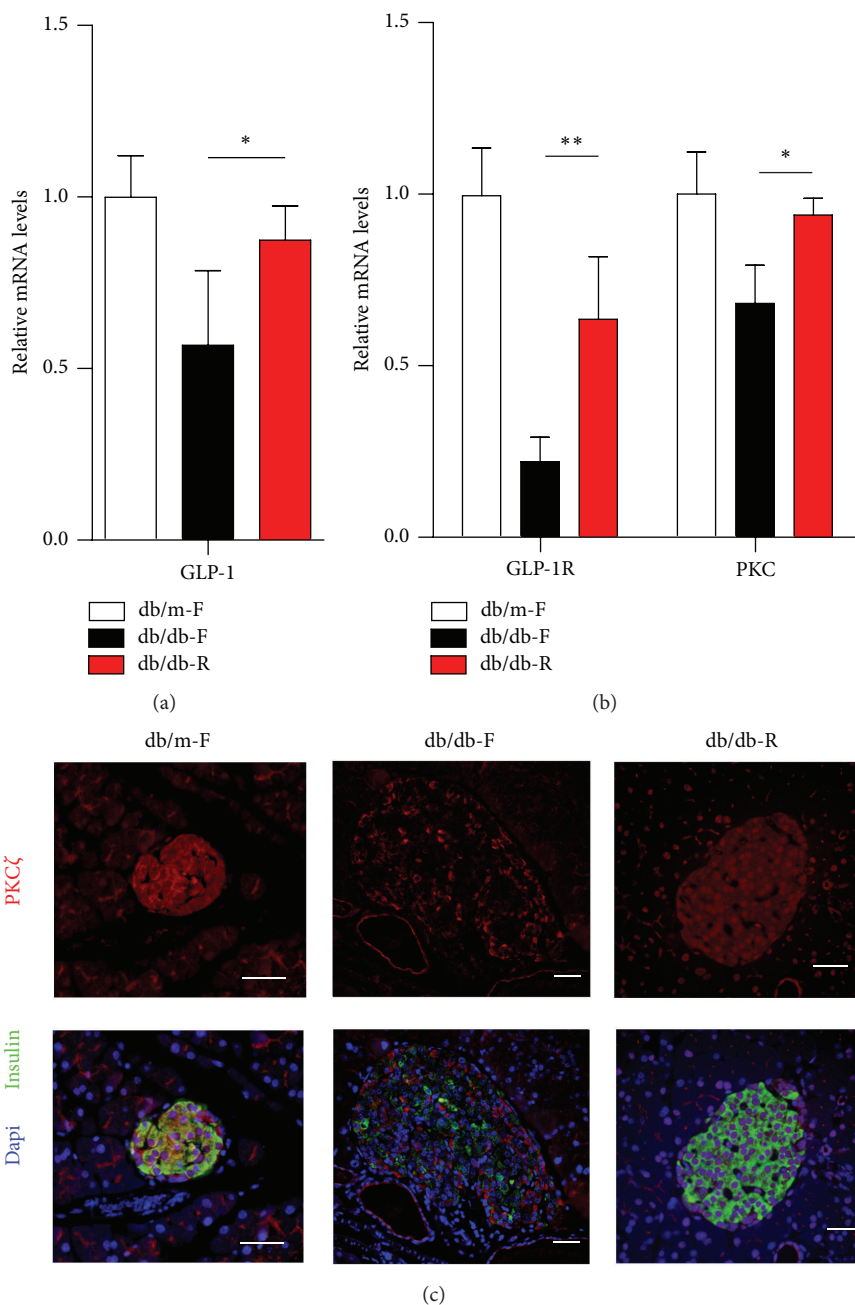 1.5
1.0
0.5
0.0
Relative mRNA levels
*
GLP-1
db/m-F
db/db-F
db/db-R
(a)
1.5
1.0
0.5
0.0
Relative mRNA levels
**
*
GLP-1R PKC
db/m-F
db/db-F
db/db-R
(b)
db/m-F db/db-F db/db-R
PKCζ
Dapi Insulin
(c)